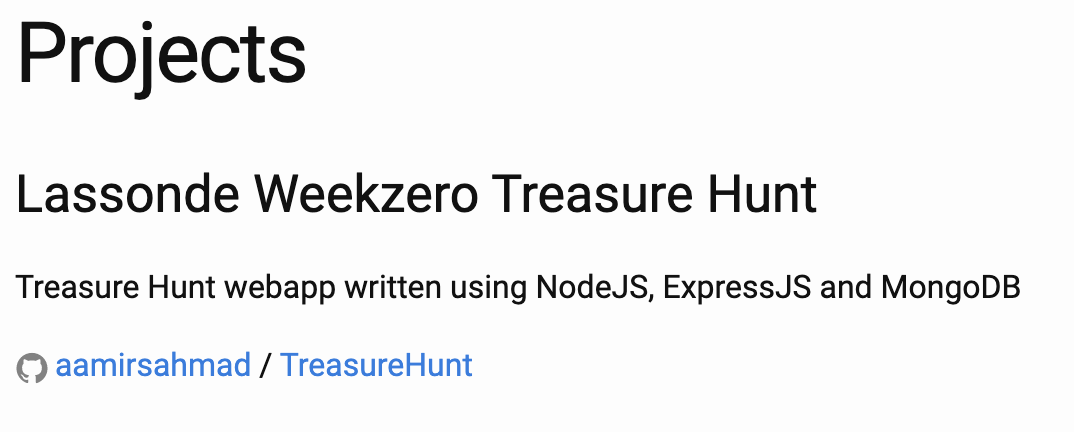 Projects
Lassonde Weekzero Treasure Hunt
Treasure Hunt webapp written using NodeJS, ExpressJS and MongoDB
aamirsahmad / TreasureHunt